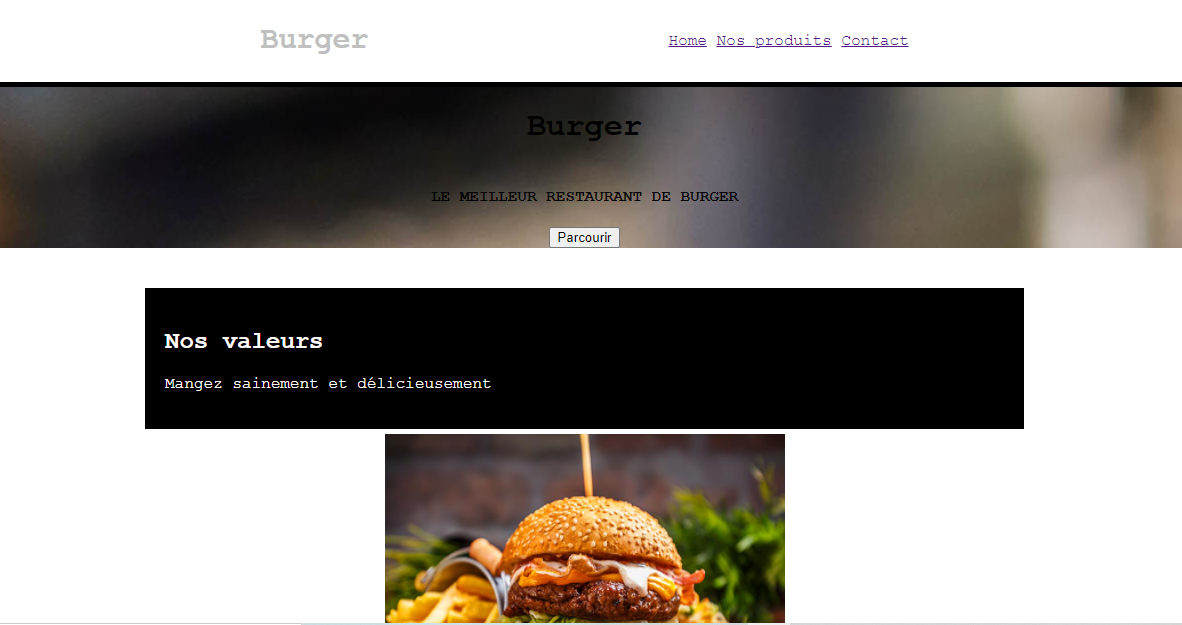 Burger
Home Nos produits Contact
Burger
LE MEILLEUR RESTAURANT DE BURGER
Parcourir
Nos valeurs
Mangez sainement et délicieusement